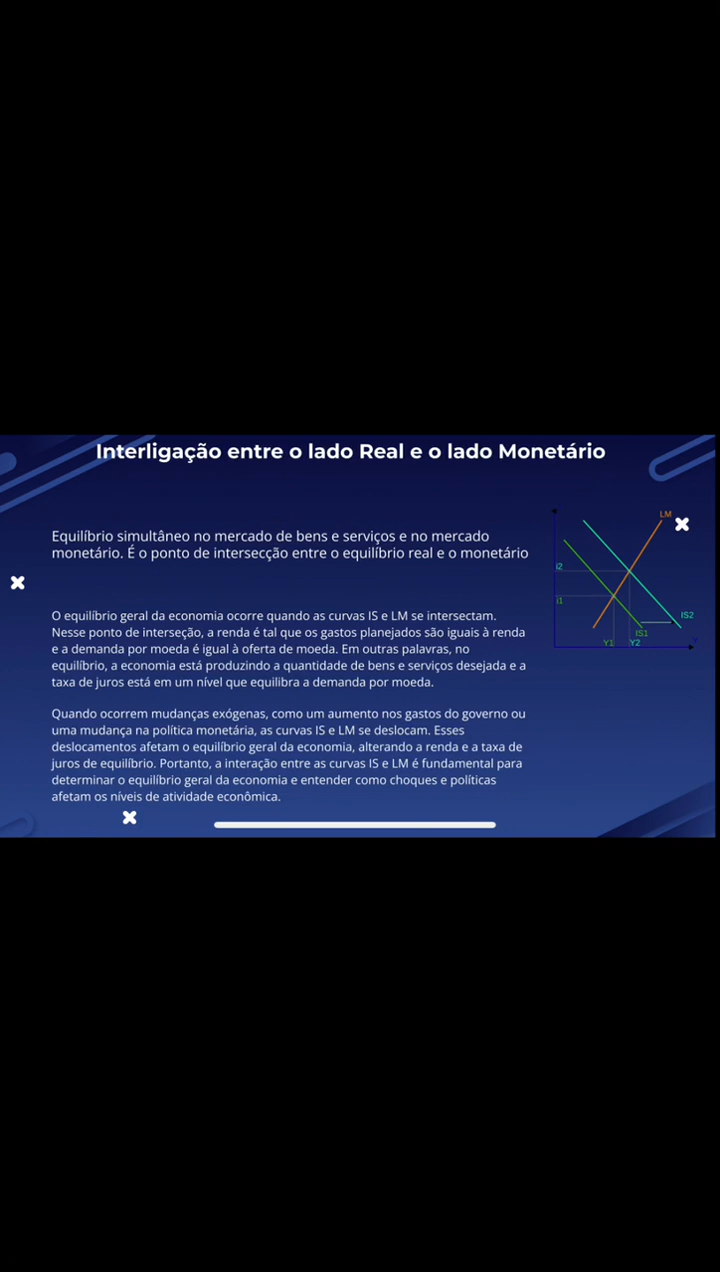 Interligação entre o lado Real e o lado Monetário
Equilíbrio simultâneo no mercado de bens e serviços e no mercado
monetário. É o ponto de intersecção entre o equilíbrio real e o monetário
O equilíbrio geral da economia ocorre quando as curvas IS e LM se intersectam.
Nesse ponto de interseção, a renda é tal que os gastos planejados são iguais à renda
e a demanda por moeda é igual à oferta de moeda. Em outras palavras, no
equilíbrio, a economia está produzindo a quantidade de bens e serviços desejada e a
taxa de juros está em um nível que equilibra a demanda por moeda.
Quando ocorrem mudanças exógenas, como um aumento nos gastos do governo ou
uma mudança na política monetária, as curvas IS e LM se deslocam. Esses
deslocamentos afetam o equilíbrio geral da economia, alterando a renda e a taxa de
juros de equilíbrio. Portanto, a interação entre as curvas IS e LM é fundamental para
determinar o equilíbrio geral da economia e entender como choques e políticas
afetam os níveis de atividade econômica.
LM
i2
i1
IS2
IS1
Y1 Y2
Y